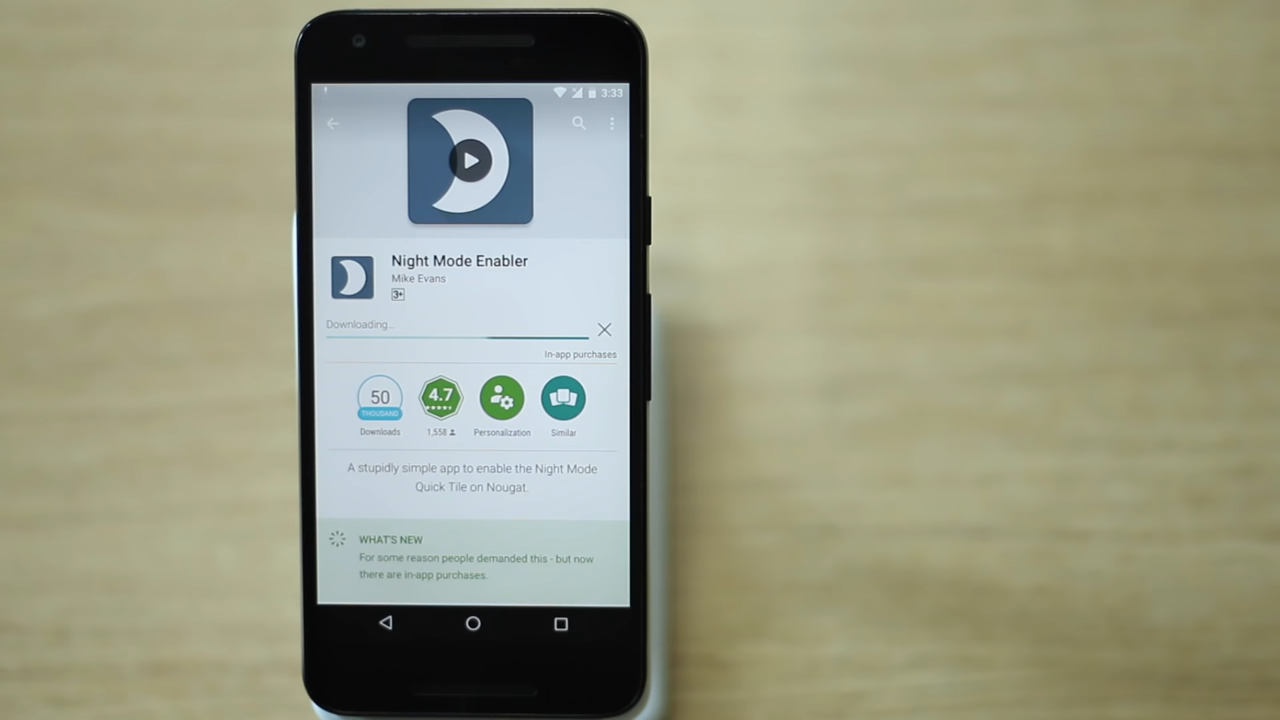 3:33
Night Mode Enabler
Mike Evans
3+
Downloading...
In-app purchases
50
THOUSAND
Downloads
4.7
1,558
Personalization
Similar
A stupidly simple app to enable the Night Mode
Quick Tile on Nougat.
WHAT'S NEW
For some reason people demanded this - but now
there are in-app purchases.